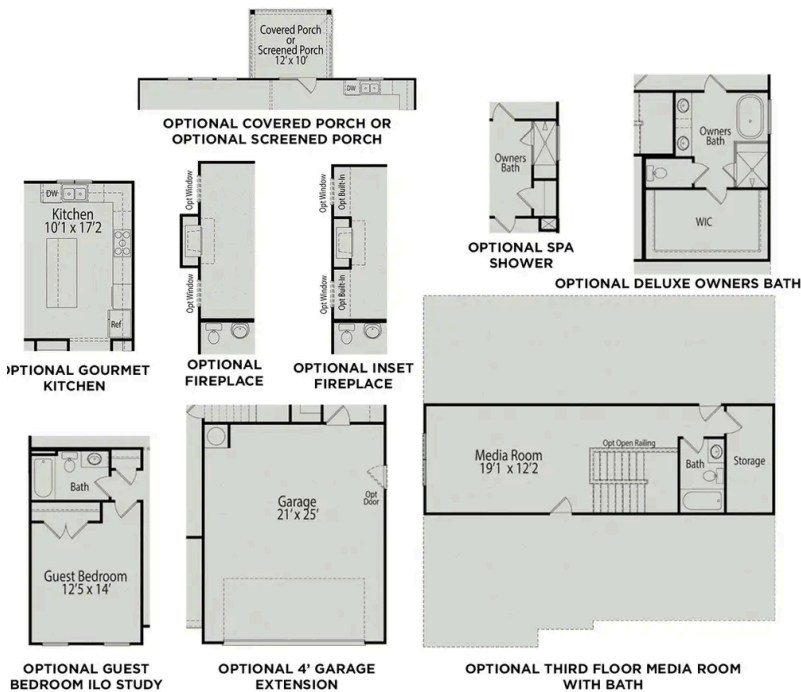 Covered Porch
or
Screened Porch
12' x 10'
DW
OPTIONAL COVERED PORCH OR
OPTIONAL SCREENED PORCH
Owners
Bath
OPTIONAL SPA
SHOWER
Owners
Bath
WIC
OPTIONAL DELUXE OWNERS BATH
DW
Kitchen
10'1 x 17'2
Ref
OPTIONAL GOURMET
KITCHEN
Opt Window
Opt Window
OPTIONAL
FIREPLACE
Opt Window
Opt Built-In
Opt Window
Opt Built-In
OPTIONAL INSET
FIREPLACE
Bath
Guest Bedroom
12'5 x 14'
OPTIONAL GUEST
BEDROOM ILO STUDY
Garage
21' x 25'
Opt
Door
OPTIONAL 4' GARAGE
EXTENSION
Media Room
19'1 x 12'2
Opt Open Railing
Bath
Storage
OPTIONAL THIRD FLOOR MEDIA ROOM
WITH BATH